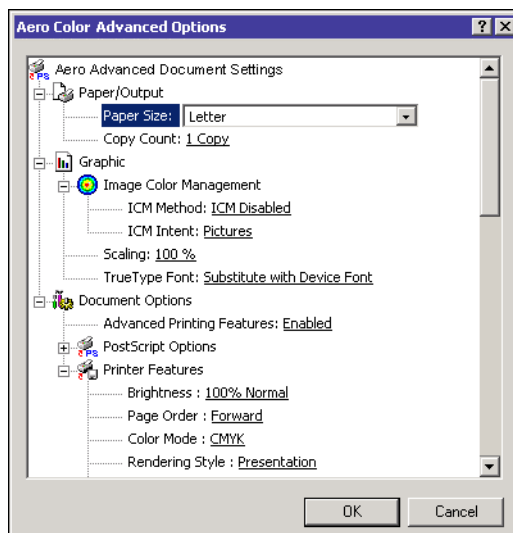 Aero Color Advanced Options
Aero Advanced Document Settings
Paper/Output
Paper Size: Letter
Copy Count: 1 Copy
Graphic
Image Color Management
ICM Method: ICM Disabled
ICM Intent: Pictures
Scaling: 100 %
TrueType Font: Substitute with Device Font
Document Options
Advanced Printing Features: Enabled
PostScript Options
Printer Features
Brightness : 100% Normal
Page Order : Forward
Color Mode : CMYK
Rendering Style : Presentation
OK Cancel